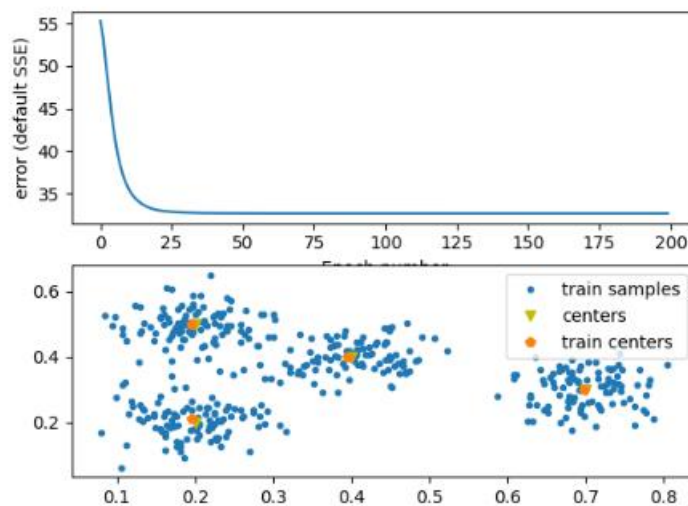 55
50
45
40
35
error (default SSE)
0 25 50 75 100 125 150 175 200
Epoch number
train samples
centers
train centers
0.6
0.4
0.2
0.1 0.2 0.3 0.4 0.5 0.6 0.7 0.8